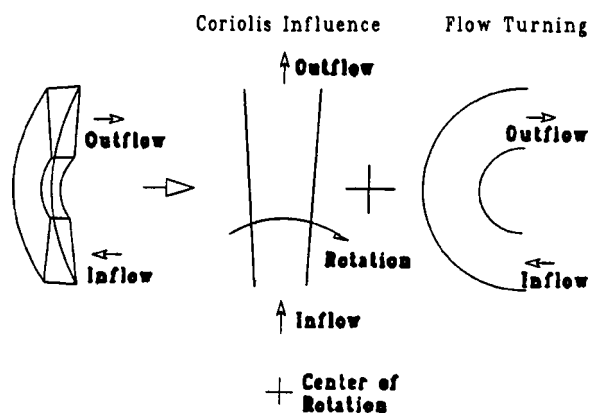 Coriolis Influence
Flow Turning
Outflow
Outflow
Outflow
Rotation
Inflow
Inflow
Inflow
Center of
Rotation